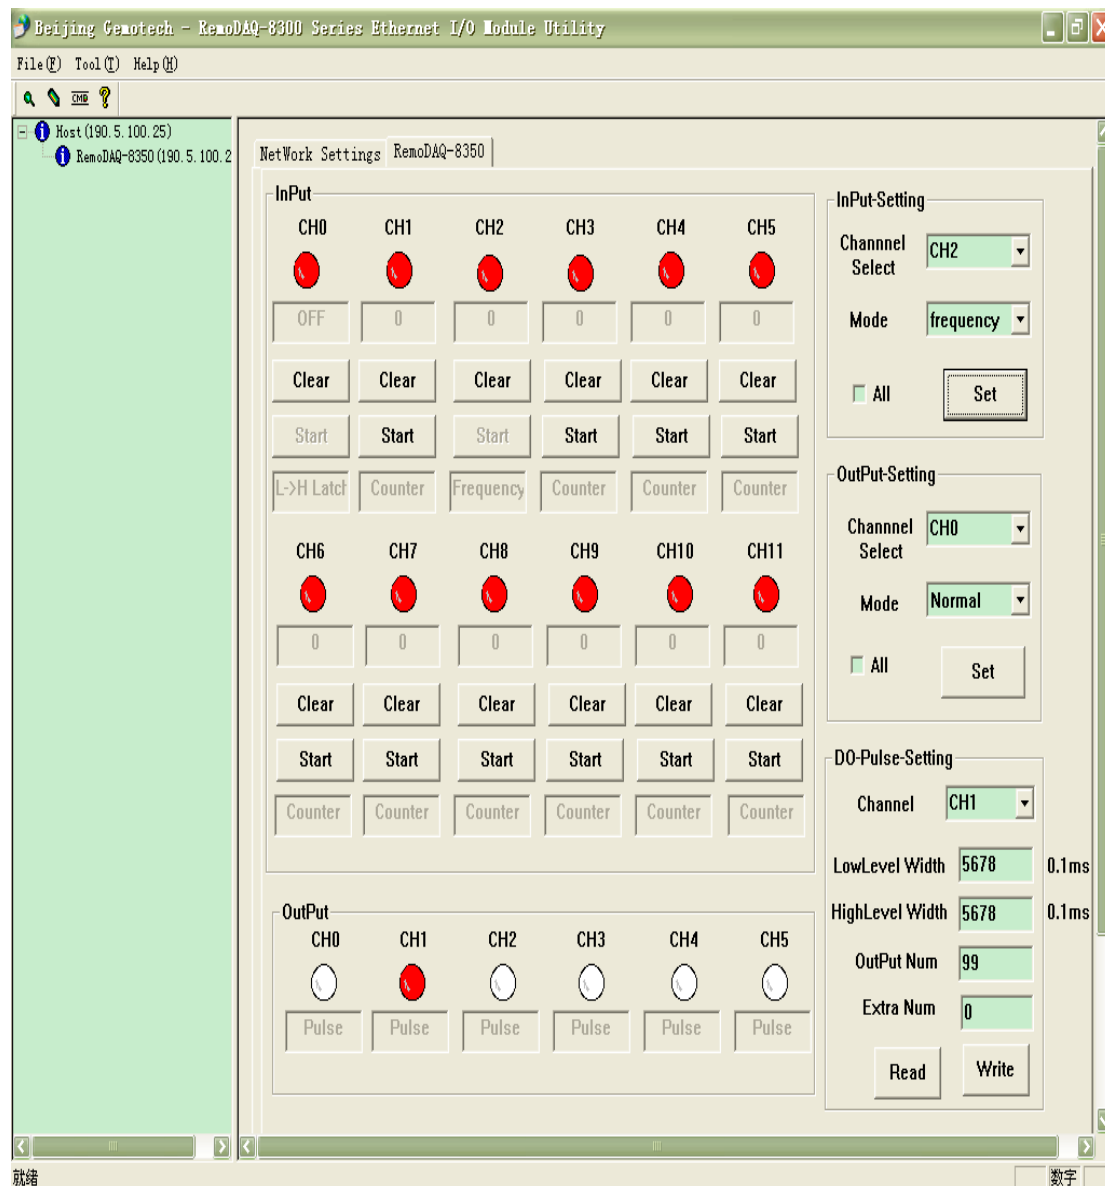 Beijing Gemotech - RemoDAQ-8300 Series Ethernet I/O Module Utility
File(F) Tool(T) Help(H)
CMD
Host(190.5.100.25)
RemoDAQ-8350(190.5.100.2
NetWork Settings RemoDAQ-8350
InPut
CH0 CH1 CH2 CH3 CH4 CH5
OFF 0 0 0 0 0
Clear Clear Clear Clear Clear Clear
Start Start Start Start Start Start
L->H Latch Counter Frequency Counter Counter Counter
CH6 CH7 CH8 CH9 CH10 CH11
0 0 0 0 0 0
Clear Clear Clear Clear Clear Clear
Start Start Start Start Start Start
Counter Counter Counter Counter Counter Counter
OutPut
CH0 CH1 CH2 CH3 CH4 CH5
Pulse Pulse Pulse Pulse Pulse Pulse
InPut-Setting
Channnel Select CH2
Mode frequency
All Set
OutPut-Setting
Channnel Select CH0
Mode Normal
All Set
DO-Pulse-Setting
Channel CH1
LowLevel Width 5678 0.1ms
HighLevel Width 5678 0.1ms
OutPut Num 99
Extra Num 0
Read Write
就绪 数字